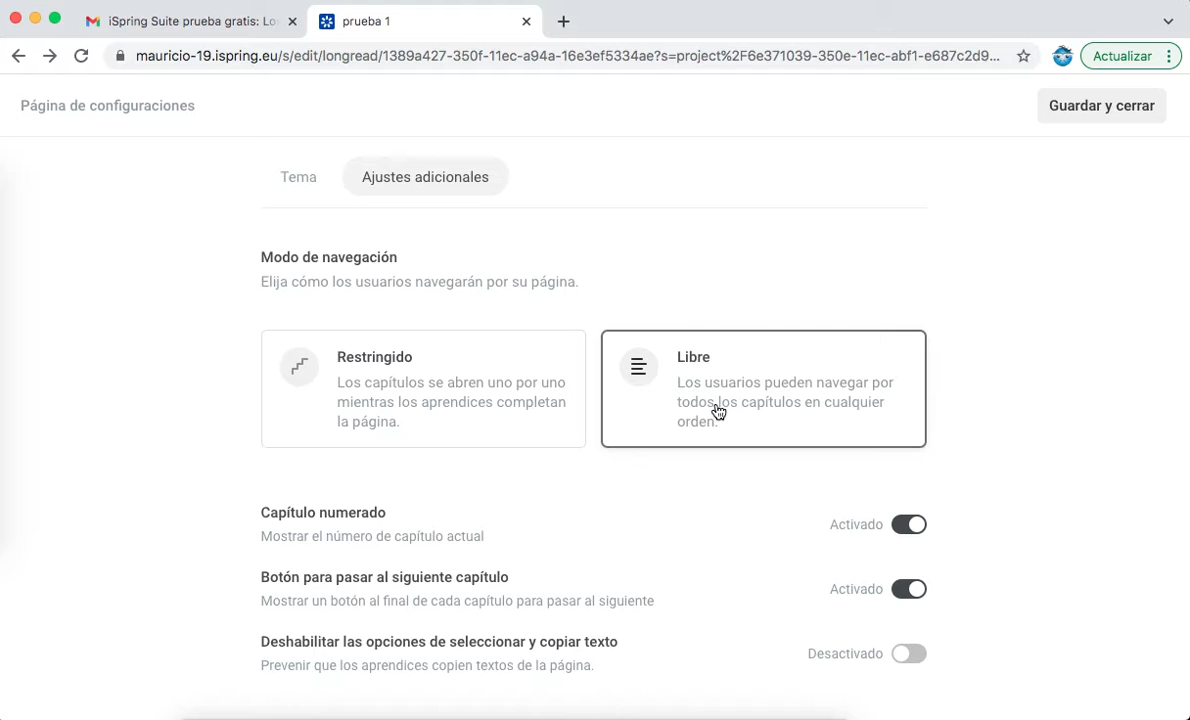 iSpring Suite prueba gratis: Lo
prueba 1
mauricio-19.ispring.eu/s/edit/longread/1389a427-350f-11ec-a94a-16e3ef5334ae?s=project%2F6e371039-350e-11ec-abf1-e687c2d9...
Actualizar
Página de configuraciones
Guardar y cerrar
Tema
Ajustes adicionales
Modo de navegación
Elija cómo los usuarios navegarán por su página.
Restringido
Los capítulos se abren uno por uno
mientras los aprendices completan
la página.
Libre
Los usuarios pueden navegar por
todos los capítulos en cualquier
orden.
Capítulo numerado
Mostrar el número de capítulo actual
Activado
Botón para pasar al siguiente capítulo
Mostrar un botón al final de cada capítulo para pasar al siguiente
Activado
Deshabilitar las opciones de seleccionar y copiar texto
Prevenir que los aprendices copien textos de la página.
Desactivado